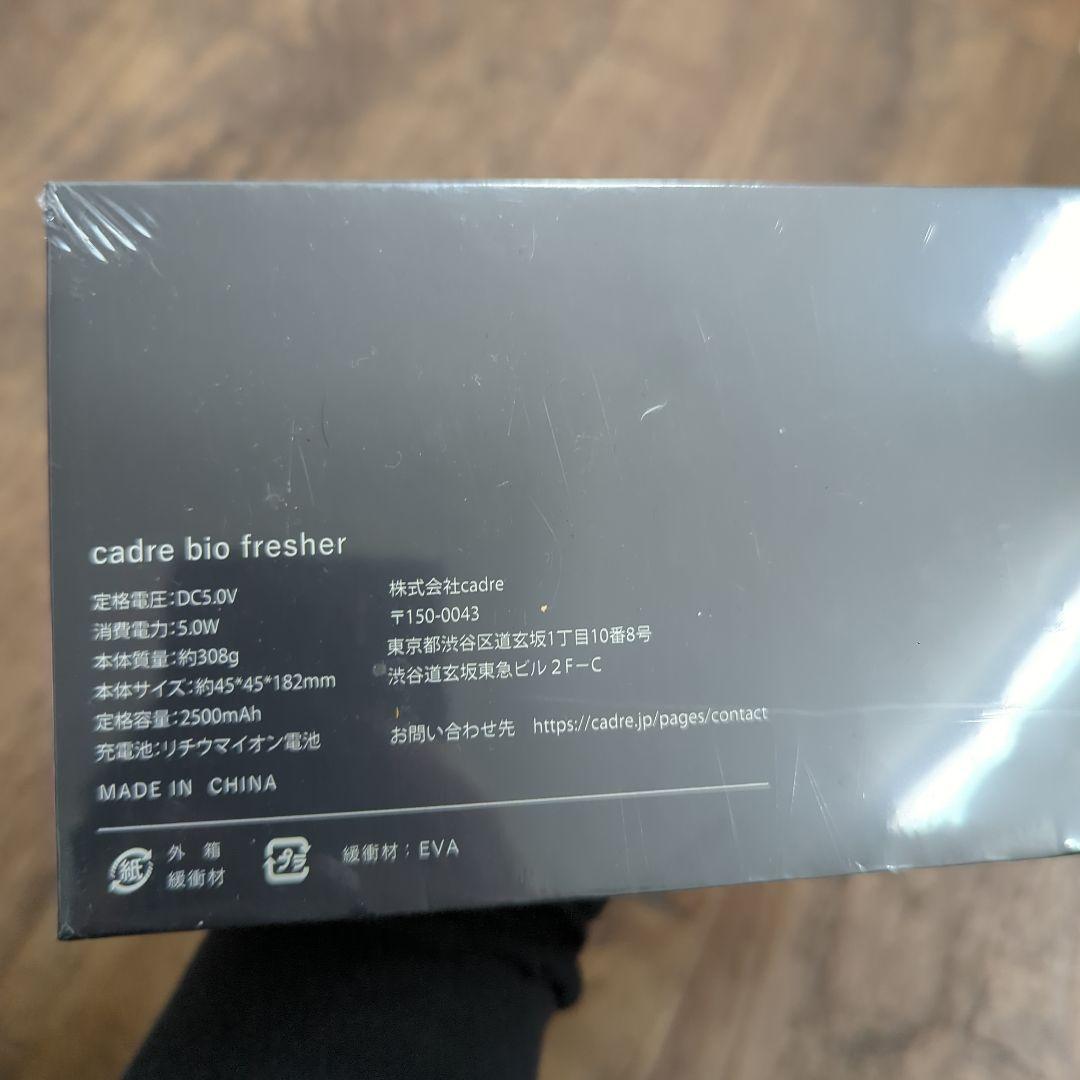 cadre bio fresher
定格電圧:DC5.0V
消費電力:5.0W
本体質量:約308g
本体サイズ:約45*45*182mm
定格容量:2500mAh
充電池:リチウマイオン電池
MADE IN CHINA
株式会社cadre
〒150-0043
東京都渋谷区道玄坂1丁目10番8号
渋谷道玄坂東急ビル２Fー C
お問い合わせ先 https://cadre.jp/pages/contact
紙
外 箱
緩衝材
プラ
緩衝材:EVA